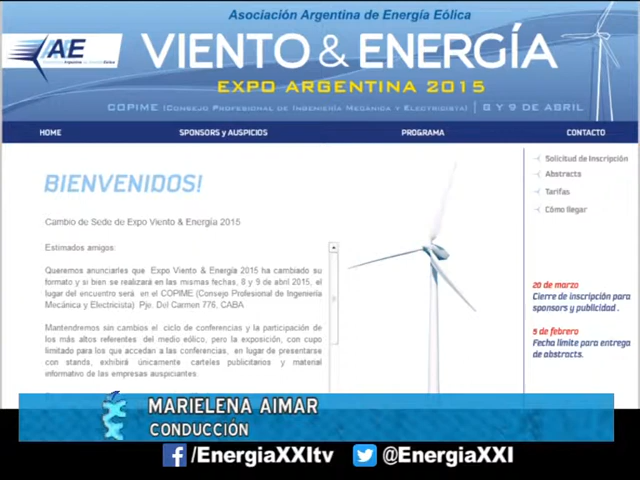 Asociación Argentina de Energía Eólica
AAE
VIENTO & ENERGÍA
EXPO ARGENTINA 2015
COPIME (Consejo Profesional de Ingeniería Mecánica y Electricista) | 8 Y 9 DE ABRIL
HOME SPONSORS y AUSPICIOS PROGRAMA CONTACTO
Solicitud de Inscripción
Abstracts
Tarifas
Cómo llegar
BIENVENIDOS!
Cambio de Sede de Expo Viento & Energía 2015
Estimados amigos:
Queremos anunciarles que Expo Viento & Energía 2015 ha cambiado su
formato y si bien se realizará en las mismas fechas, 8 y 9 de abril 2015, el
lugar del encuentro será en el COPIME (Consejo Profesional de Ingeniería
Mecánica y Electricista) Pje. Del Carmen 776, CABA
Mantendremos sin cambios el ciclo de conferencias y la participación de
los más altos referentes del medio eólico, pero la exposición, con cupo
limitado para los que accedan a las conferencias, en lugar de presentarse
con stands, exhibirá únicamente carteles publicitarios y material
informativo de las empresas auspiciantes.
20 de marzo
Cierre de inscripción para
sponsors y publicidad .
5 de febrero
Fecha límite para entrega
de abstracts.
MARIELENA AIMAR
CONDUCCIÓN
/EnergiaXXItv @EnergiaXXI